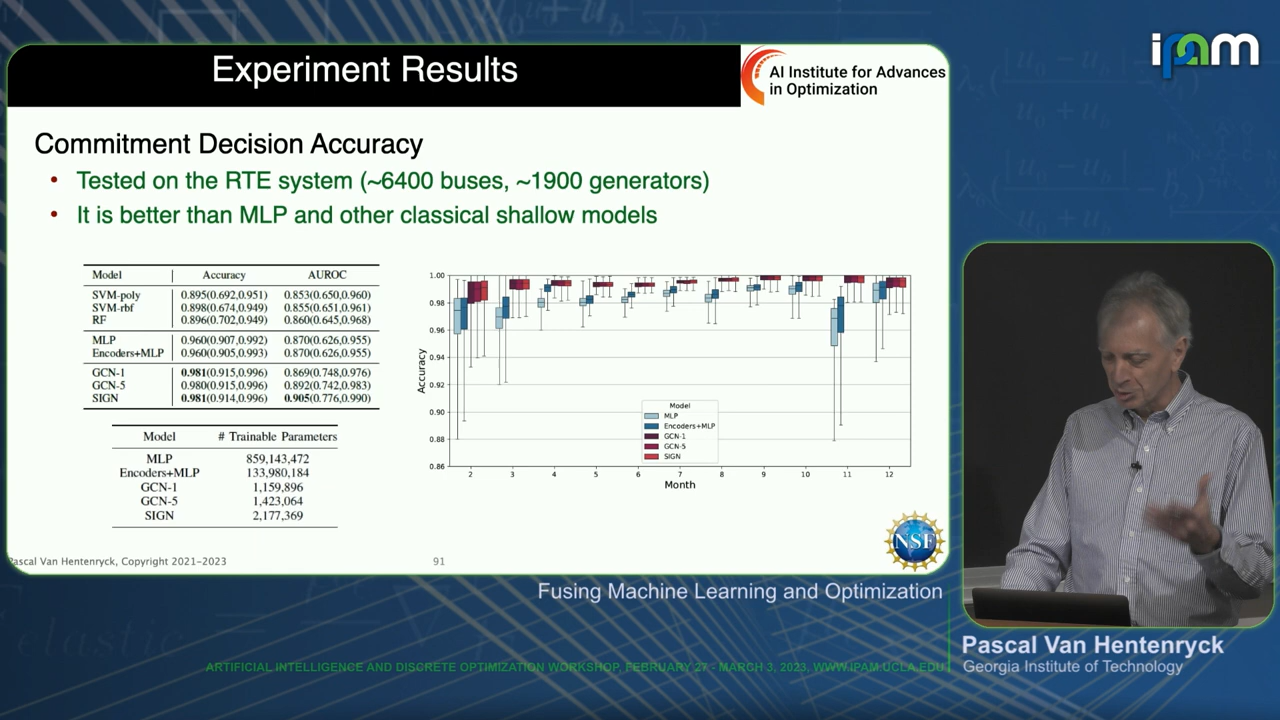 ipam
Experiment Results
AI Institute for Advances
in Optimization
Commitment Decision Accuracy
• Tested on the RTE system (~6400 buses, ~1900 generators)
• It is better than MLP and other classical shallow models
Model Accuracy AUROC
SVM-poly 0.895(0.692,0.951) 0.853(0.650,0.960)
SVM-rbf 0.898(0.674,0.949) 0.855(0.651,0.961)
RF 0.896(0.702,0.949) 0.860(0.645,0.968)
MLP 0.960(0.907,0.992) 0.870(0.626,0.955)
Encoders+MLP 0.960(0.905,0.993) 0.870(0.626,0.955)
GCN-1 0.981(0.915,0.996) 0.869(0.748,0.976)
GCN-5 0.980(0.915,0.996) 0.892(0.742,0.983)
SIGN 0.981(0.914,0.996) 0.905(0.776,0.990)
Model # Trainable Parameters
MLP 859,143,472
Encoders+MLP 133,980,184
GCN-1 1,159,896
GCN-5 1,423,064
SIGN 2,177,369
Accuracy
1.00
0.98
0.96
0.94
0.92
0.90
0.88
0.86
Model
MLP
Encoders+MLP
GCN-1
GCN-5
SIGN
2 3 4 5 6 7 8 9 10 11 12
Month
NSF
Pascal Van Hentenryck, Copyright 2021-2023
91
Fusing Machine Learning and Optimization
Pascal Van Hentenryck
Georgia Institute of Technology
ARTIFICIAL INTELLIGENCE AND DISCRETE OPTIMIZATION WORKSHOP, FEBRUARY 27 - MARCH 3, 2023, WWW.IPAM.UCLA.EDU
elastic